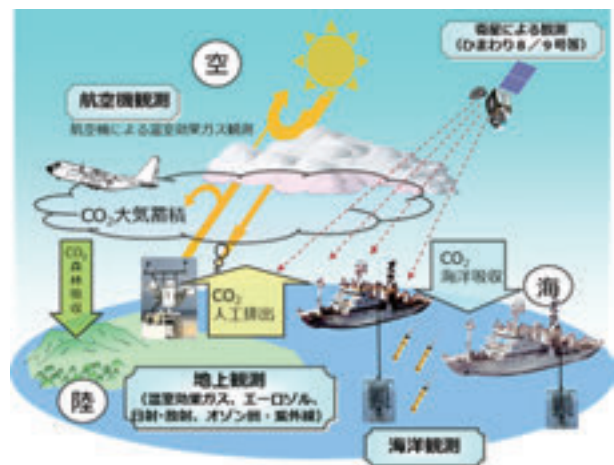 空
衛星による観測
(ひまわり8/9号等)
航空機観測
航空機による温室効果ガス観測
CO₂大気蓄積
CO₂
森林吸収
CO₂
人工排出
CO₂
海洋吸収
海
陸
地上観測
(温室効果ガス、エーロゾル、
日射・放射、オゾン層・紫外線)
海洋観測